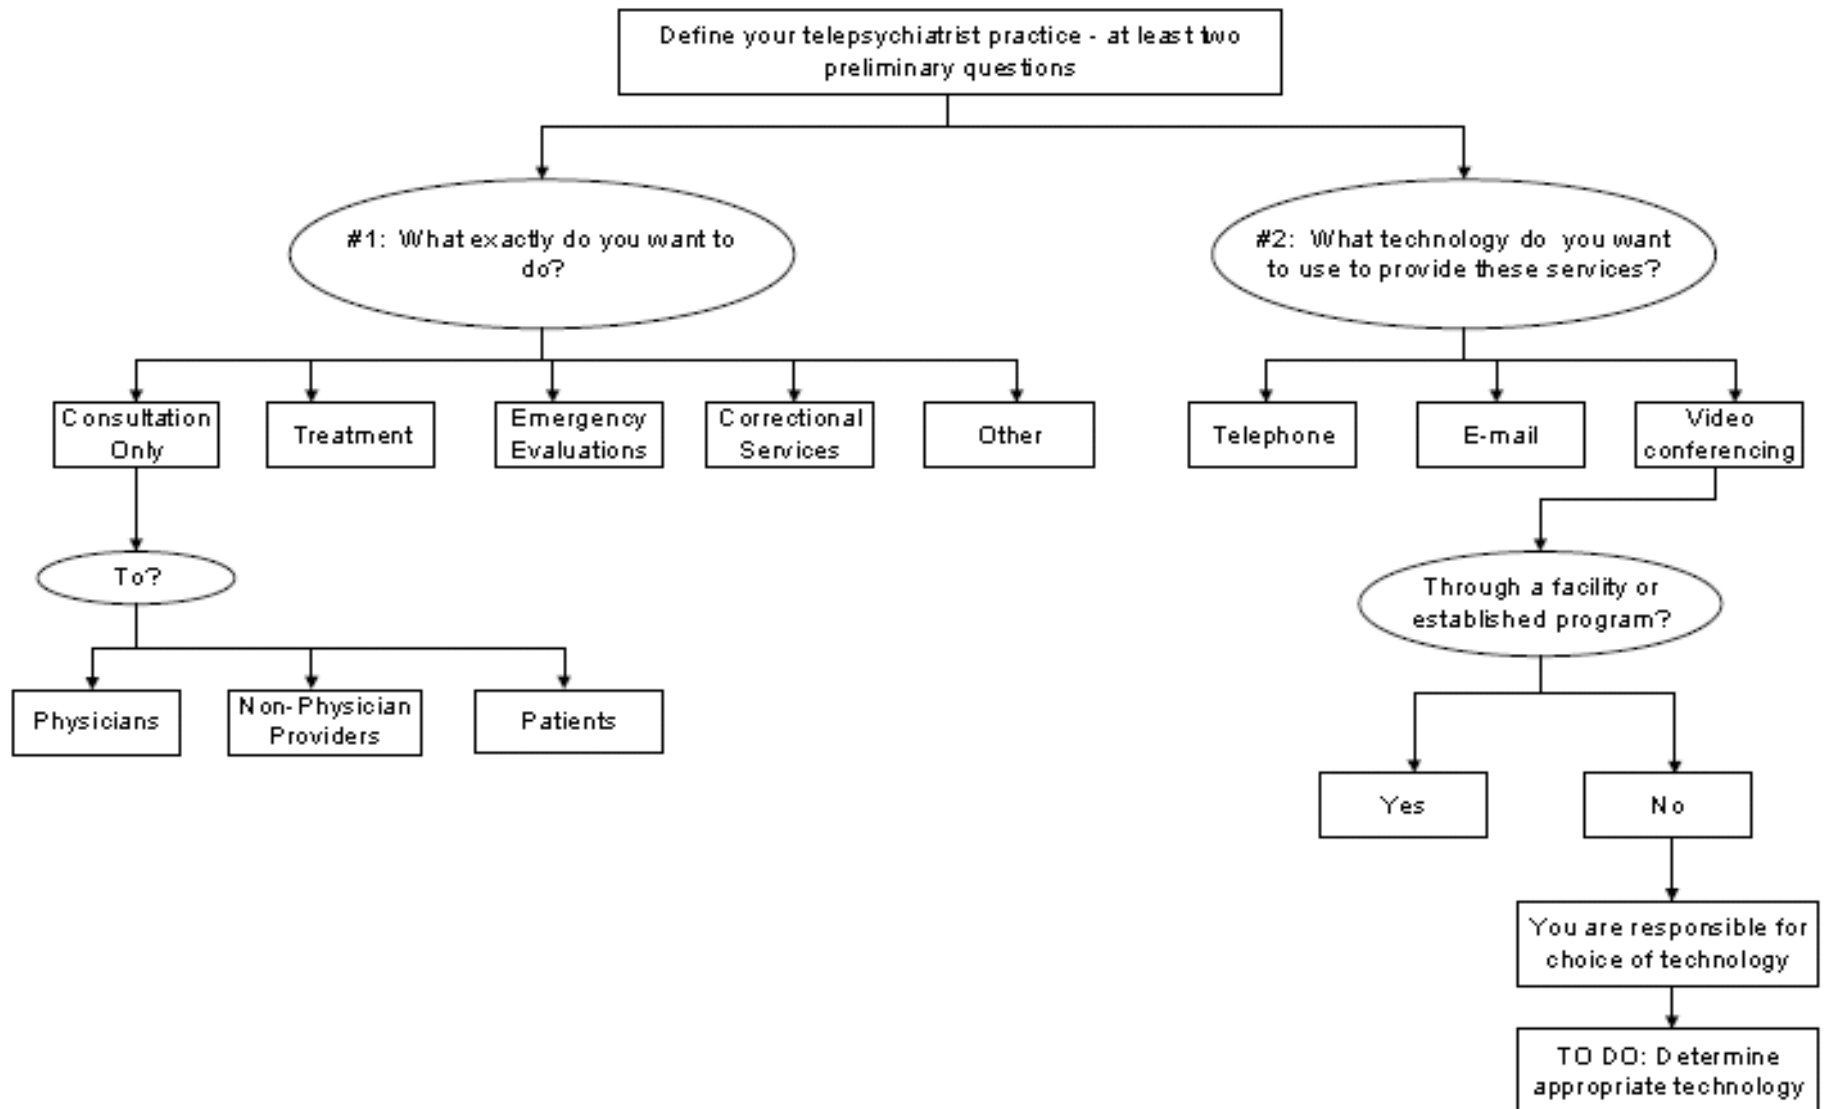 Define your telepsychiatrist practice - at least two
preliminary questions
#1: What exactly do you want to
do?
#2: What technology do you want
to use to provide these services?
Consultation
Only
Treatment
Emergency
Evaluations
Correctional
Services
Other
Telephone
E-mail
Video
conferencing
To?
Through a facility or
established program?
Physicians
Non-Physician
Providers
Patients
Yes
No
You are responsible for
choice of technology
TO DO: Determine
appropriate technology